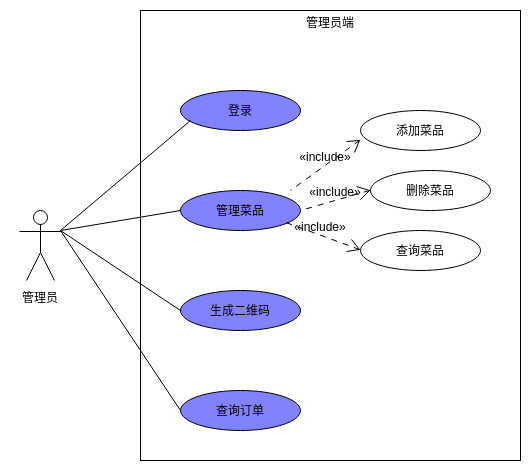 管理员端
登录
添加菜品
«include»
删除菜品
«include»
管理菜品
«include»
查询菜品
管理员
生成二维码
查询订单